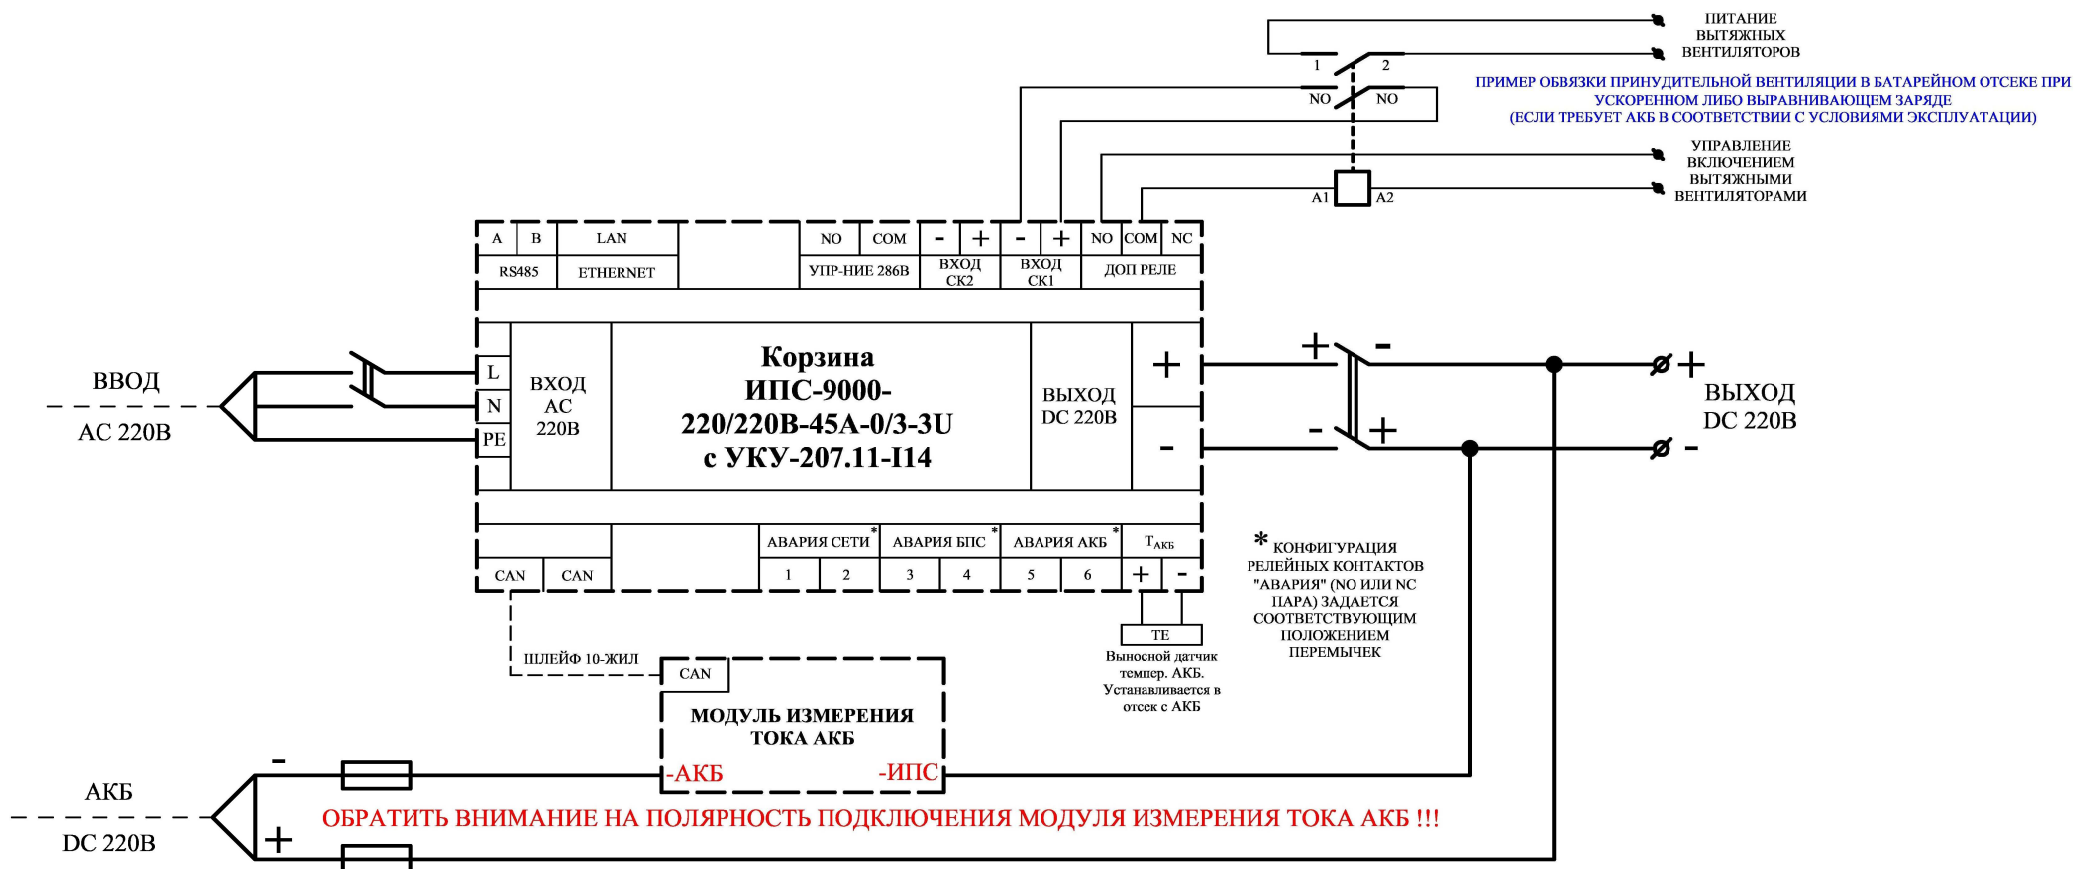 ПИТАНИЕ
ВЫТЯЖНЫХ
ВЕНТИЛЯТОРОВ
1
2
ПРИМЕР ОБВЯЗКИ ПРИНУДИТЕЛЬНОЙ ВЕНТИЛЯЦИИ В БАТАРЕЙНОМ ОТСЕКЕ ПРИ
УСКОРЕННОМ ЛИБО ВЫРАВНИВАЮЩЕМ ЗАРЯДЕ
(ЕСЛИ ТРЕБУЕТ АКБ В СООТВЕТСТВИИ С УСЛОВИЯМИ ЭКСПЛУАТАЦИИ)
NO
NO
УПРАВЛЕНИЕ
ВКЛЮЧЕНИЕМ
ВЫТЯЖНЫМИ
ВЕНТИЛЯТОРАМИ
A1
A2
A B LAN NO COM - + - + NO COM NC
RS485 ETHERNET УПР-НИЕ 286В ВХОД СК2 ВХОД СК1 ДОП РЕЛЕ
ВВОД
AC 220В
L
N
PE
ВХОД
AC
220В
Корзина
ИПС-9000-
220/220В-45А-0/3-3U
с УКУ-207.11-I14
ВЫХОД
DC 220В
+
-
+ -
- +
+
-
ВЫХОД
DC 220В
АВАРИЯ СЕТИ* АВАРИЯ БПС* АВАРИЯ АКБ* TАКБ
CAN CAN 1 2 3 4 5 6 + -
* КОНФИГУРАЦИЯ
РЕЛЕЙНЫХ КОНТАКТОВ
"АВАРИЯ" (NO ИЛИ NC
ПАРА) ЗАДАЕТСЯ
СООТВЕТСТВУЮЩИМ
ПОЛОЖЕНИЕМ
ПЕРЕМЫЧЕК
TE
Выносной датчик
темпер. АКБ.
Устанавливается в
отсек с АКБ
ШЛЕЙФ 10-ЖИЛ
CAN
МОДУЛЬ ИЗМЕРЕНИЯ
ТОКА АКБ
-АКБ
-ИПС
АКБ
DC 220В
-
+
ОБРАТИТЬ ВНИМАНИЕ НА ПОЛЯРНОСТЬ ПОДКЛЮЧЕНИЯ МОДУЛЯ ИЗМЕРЕНИЯ ТОКА АКБ !!!